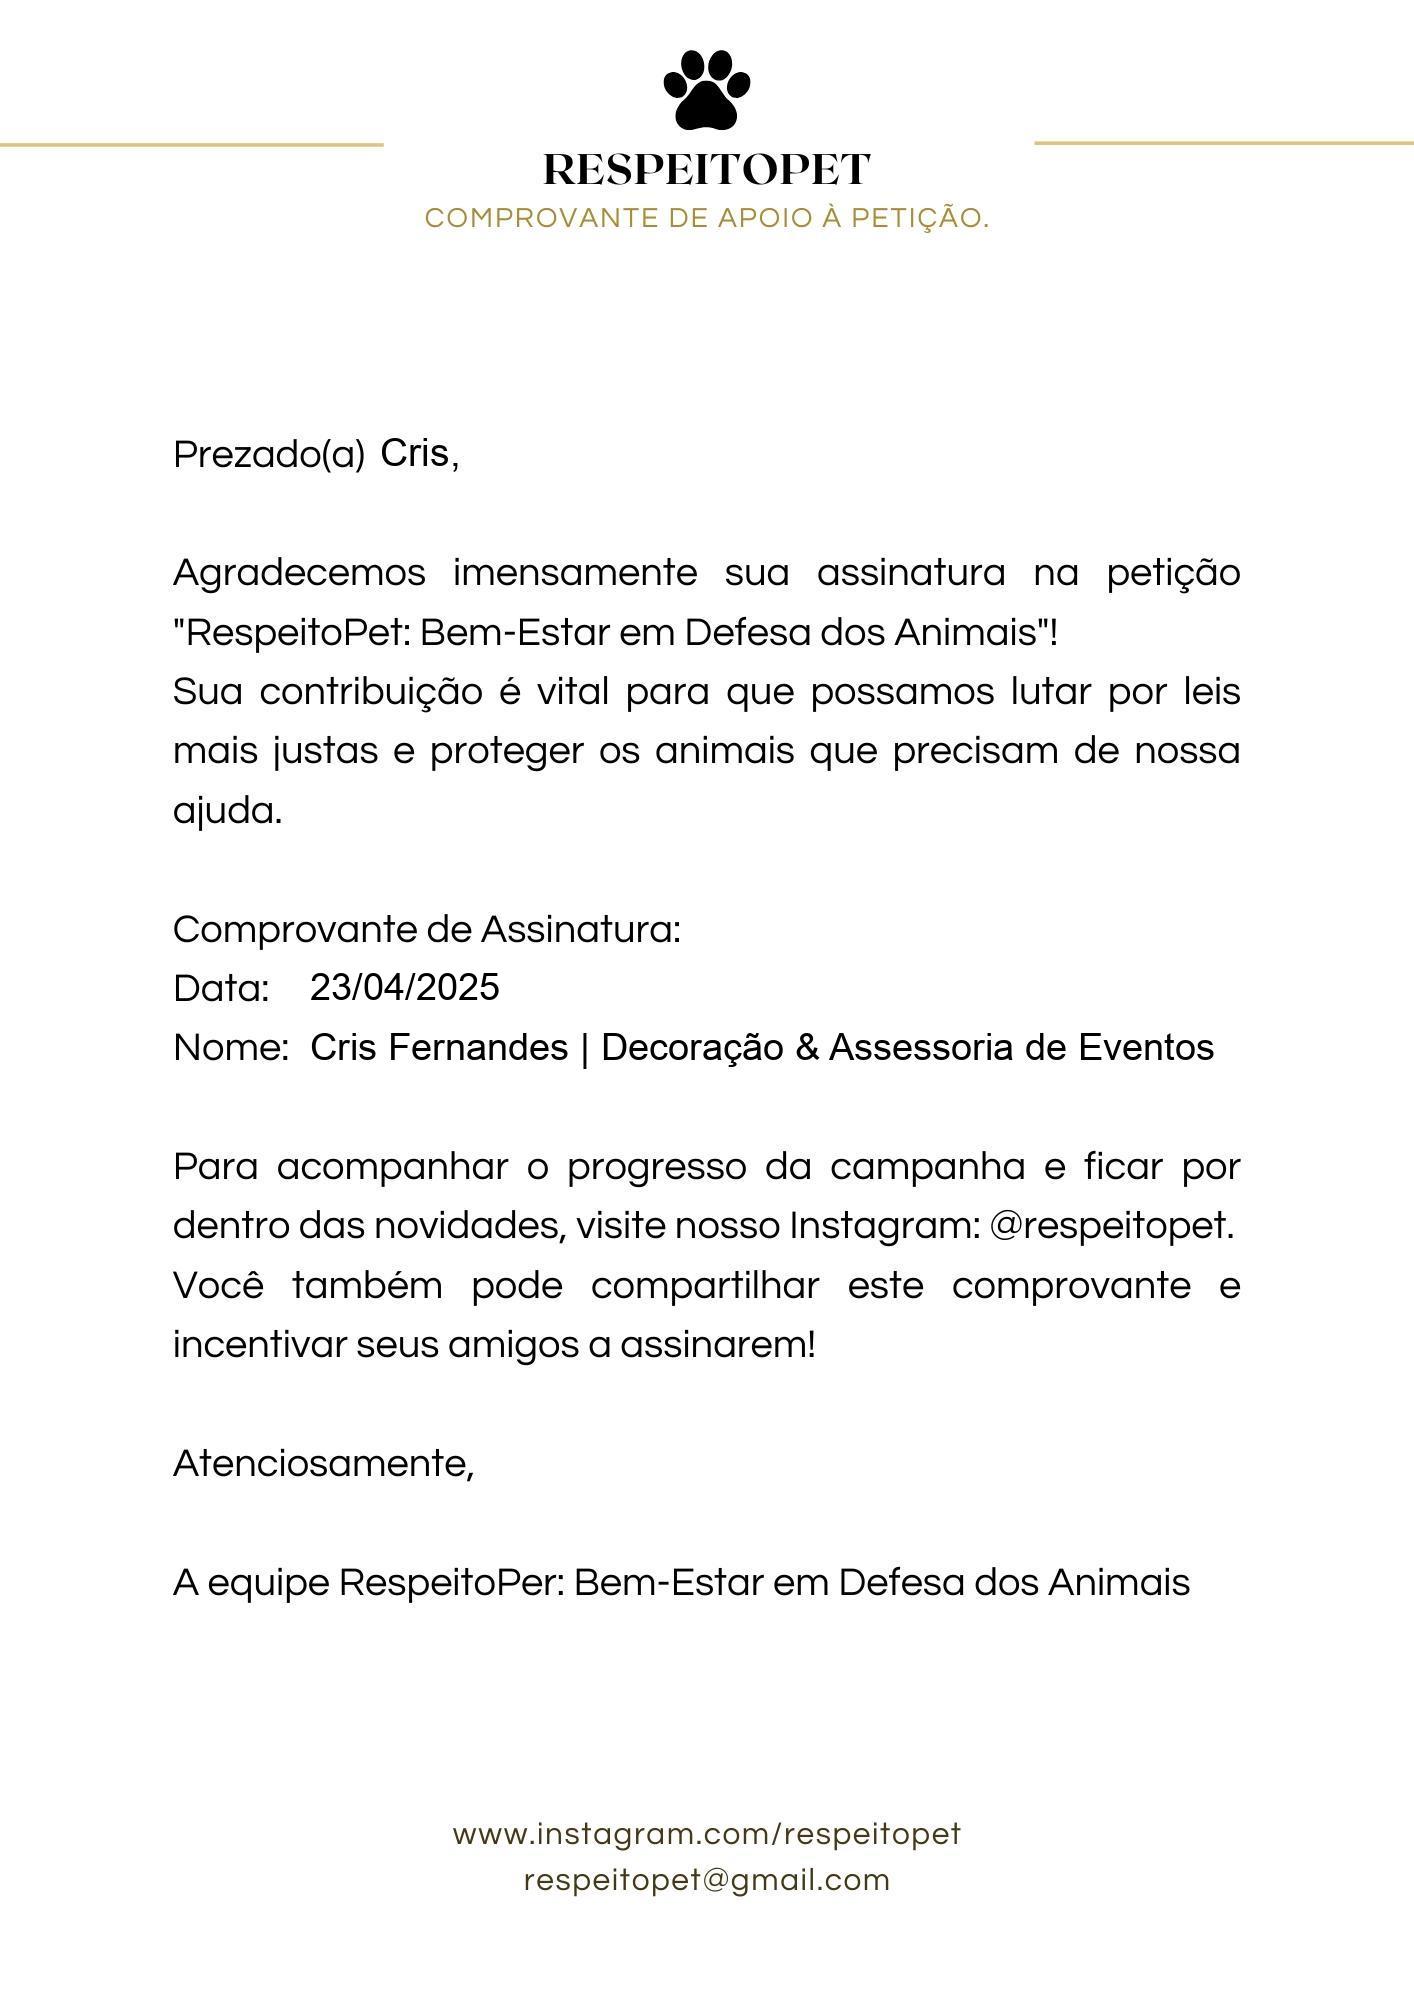 RESPEITOPET
COMPROVANTE DE APOIO À PETIÇÃO.
Prezado(a) Cris,
Agradecemos imensamente sua assinatura na petição
"RespeitoPet: Bem-Estar em Defesa dos Animais"!
Sua contribuição é vital para que possamos lutar por leis
mais justas e proteger os animais que precisam de nossa
ajuda.
Comprovante de Assinatura:
Data: 23/04/2025
Nome: Cris Fernandes | Decoração & Assessoria de Eventos
Para acompanhar o progresso da campanha e ficar por
dentro das novidades, visite nosso Instagram: @respeitopet.
Você também pode compartilhar este comprovante e
incentivar seus amigos a assinarem!
Atenciosamente,
A equipe RespeitoPer: Bem-Estar em Defesa dos Animais
www.instagram.com/respeitopet
respeitopet@gmail.com